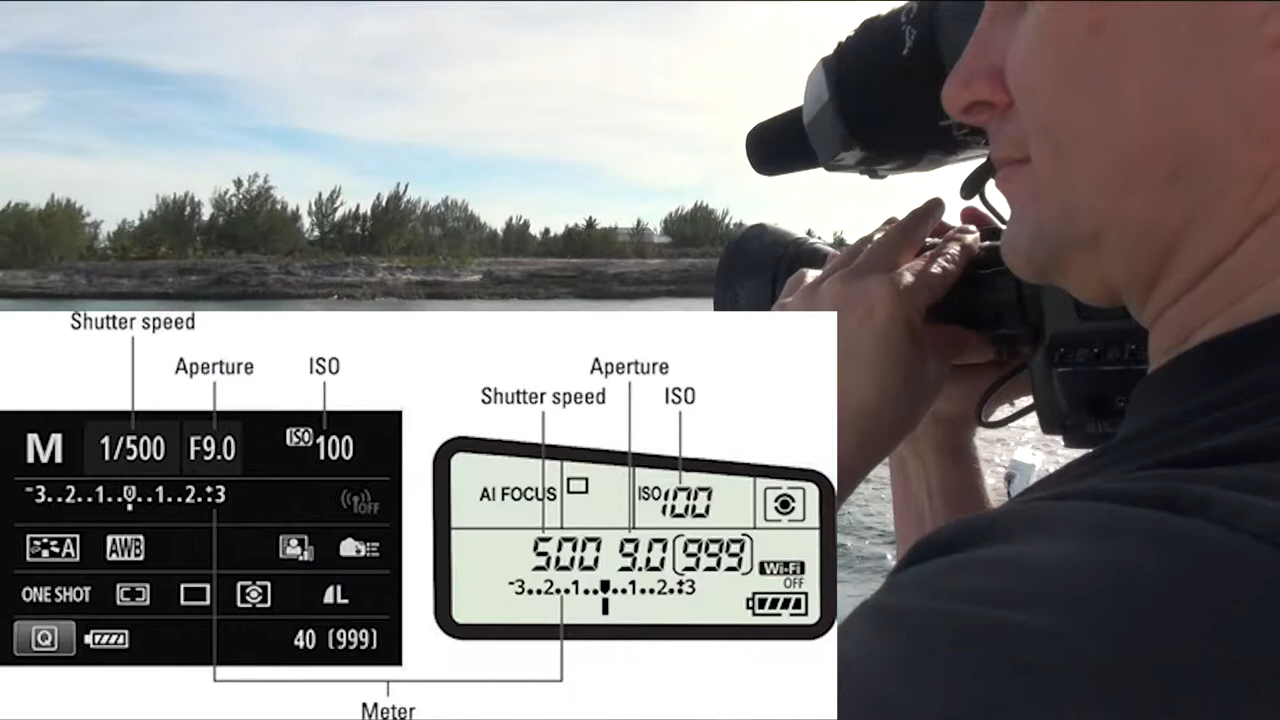 Shutter speed
Aperture
ISO
M 1/500 F9.0 ISO 100
-3..2..1..0..1..2..+3
OFF
A AWB
ONE SHOT L
Q 40 [999]
Aperture
Shutter speed
ISO
AI FOCUS ISO 100
500 9.0 [999] Wi-Fi
OFF
-3..2..1..0..1..2..+3
Meter